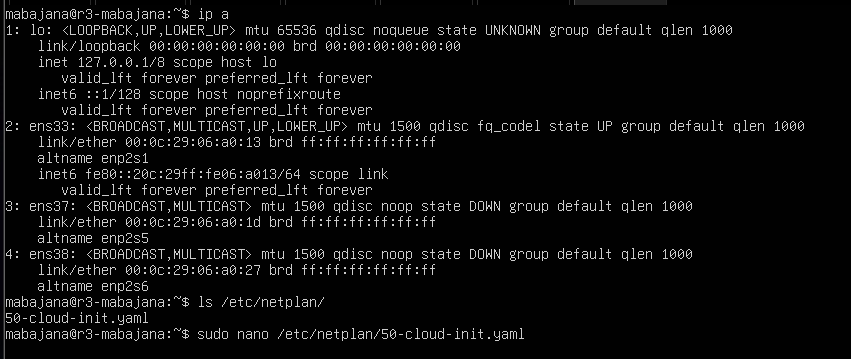 mabajana@r3-mabajana:~$ ip a
1: lo: <LOOPBACK,UP,LOWER_UP> mtu 65536 qdisc noqueue state UNKNOWN group default qlen 1000
    link/loopback 00:00:00:00:00:00 brd 00:00:00:00:00:00
    inet 127.0.0.1/8 scope host lo
       valid_lft forever preferred_lft forever
    inet6 ::1/128 scope host noprefixroute
       valid_lft forever preferred_lft forever
2: ens33: <BROADCAST,MULTICAST,UP,LOWER_UP> mtu 1500 qdisc fq_codel state UP group default qlen 1000
    link/ether 00:0c:29:06:a0:13 brd ff:ff:ff:ff:ff:ff
    altname enp2s1
    inet6 fe80::20c:29ff:fe06:a013/64 scope link
       valid_lft forever preferred_lft forever
3: ens37: <BROADCAST,MULTICAST> mtu 1500 qdisc noop state DOWN group default qlen 1000
    link/ether 00:0c:29:06:a0:1d brd ff:ff:ff:ff:ff:ff
    altname enp2s5
4: ens38: <BROADCAST,MULTICAST> mtu 1500 qdisc noop state DOWN group default qlen 1000
    link/ether 00:0c:29:06:a0:27 brd ff:ff:ff:ff:ff:ff
    altname enp2s6
mabajana@r3-mabajana:~$ ls /etc/netplan/
50-cloud-init.yaml
mabajana@r3-mabajana:~$ sudo nano /etc/netplan/50-cloud-init.yaml